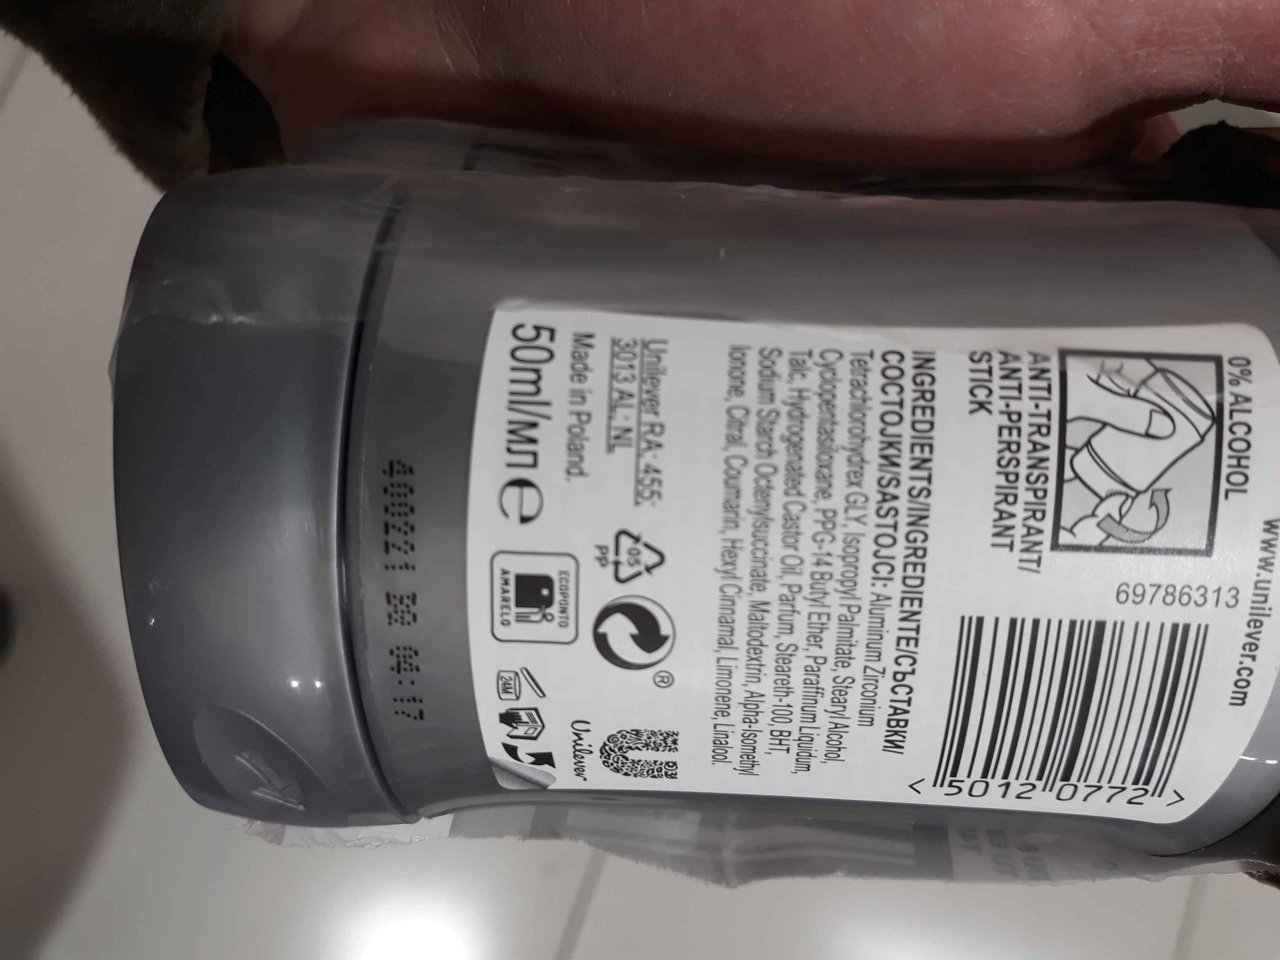 www.unilever.com
0% ALCOHOL
69786313
<50120772>
ANTI-TRANSPIRANT/
ANTI-PERSPIRANT
STICK
INGREDIENTS/INGREDIENTE/СЪСТАВКИ/
СОСТОЈКИ/SASTOJCI: Aluminum Zirconium
Tetrachlorohydrex GLY, Isopropyl Palmitate, Stearyl Alcohol,
Cyclopentasiloxane, PPG-14 Butyl Ether, Paraffinum Liquidum,
Talc, Hydrogenated Castor Oil, Parfum, Steareth-100, BHT,
Sodium Starch Octenylsuccinate, Maltodextrin, Alpha-Isomethyl
Ionone, Citral, Coumarin, Hexyl Cinnamal, Limonene, Linalool.
Unilever RA: 455;
3013 AL · NL
05
PP
®
Made in Poland.
Unilever
ECOPONTO
AMARELO
50ml/мл e
24M